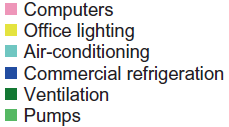 Computers
Office lighting
Air-conditioning
Commercial refrigeration
Ventilation
Pumps